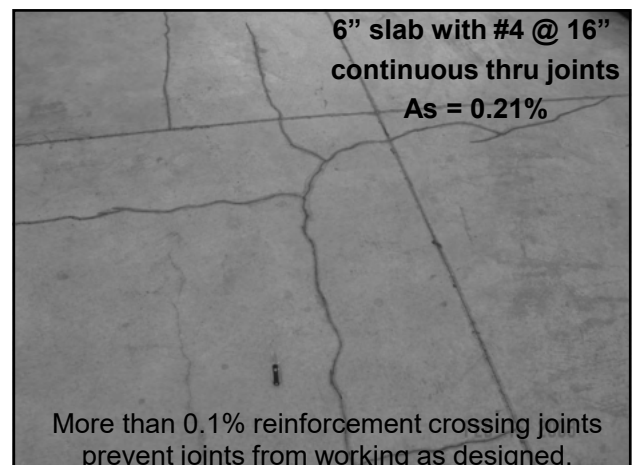 6” slab with #4 @ 16”
continuous thru joints
As = 0.21%
More than 0.1% reinforcement crossing joints
prevent joints from working as designed.